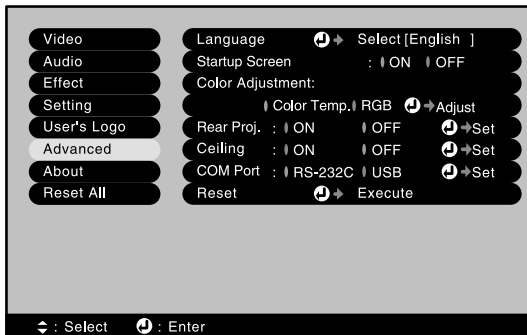 Video
Audio
Effect
Setting
User's Logo
Advanced
About
Reset All
Language Select [English ]
Startup Screen : ON OFF
Color Adjustment:
Color Temp. RGB Adjust
Rear Proj. : ON OFF Set
Ceiling : ON OFF Set
COM Port : RS-232C USB Set
Reset Execute
: Select : Enter